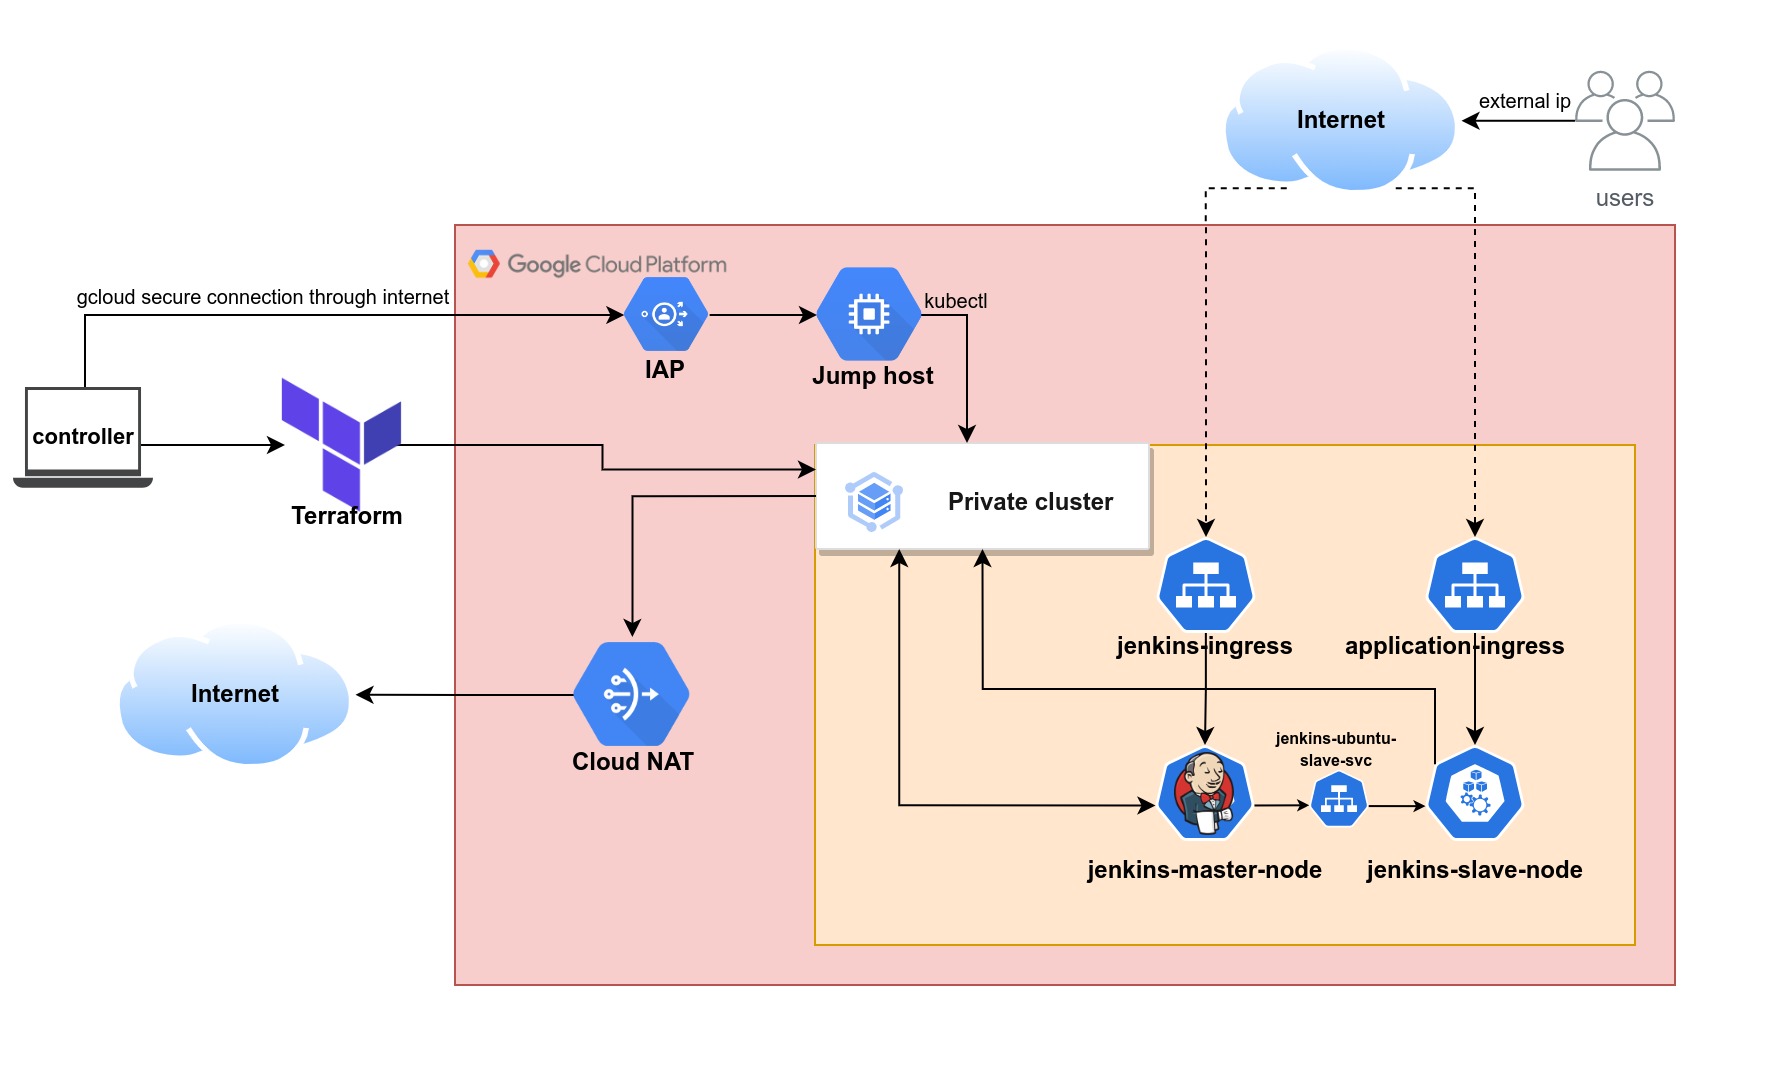 Internet
external ip
users
Google Cloud Platform
gcloud secure connection through internet
kubectl
IAP
Jump host
controller
Terraform
Private cluster
jenkins-ingress
application-ingress
Internet
Cloud NAT
jenkins-ubuntu-
slave-svc
jenkins-master-node
jenkins-slave-node